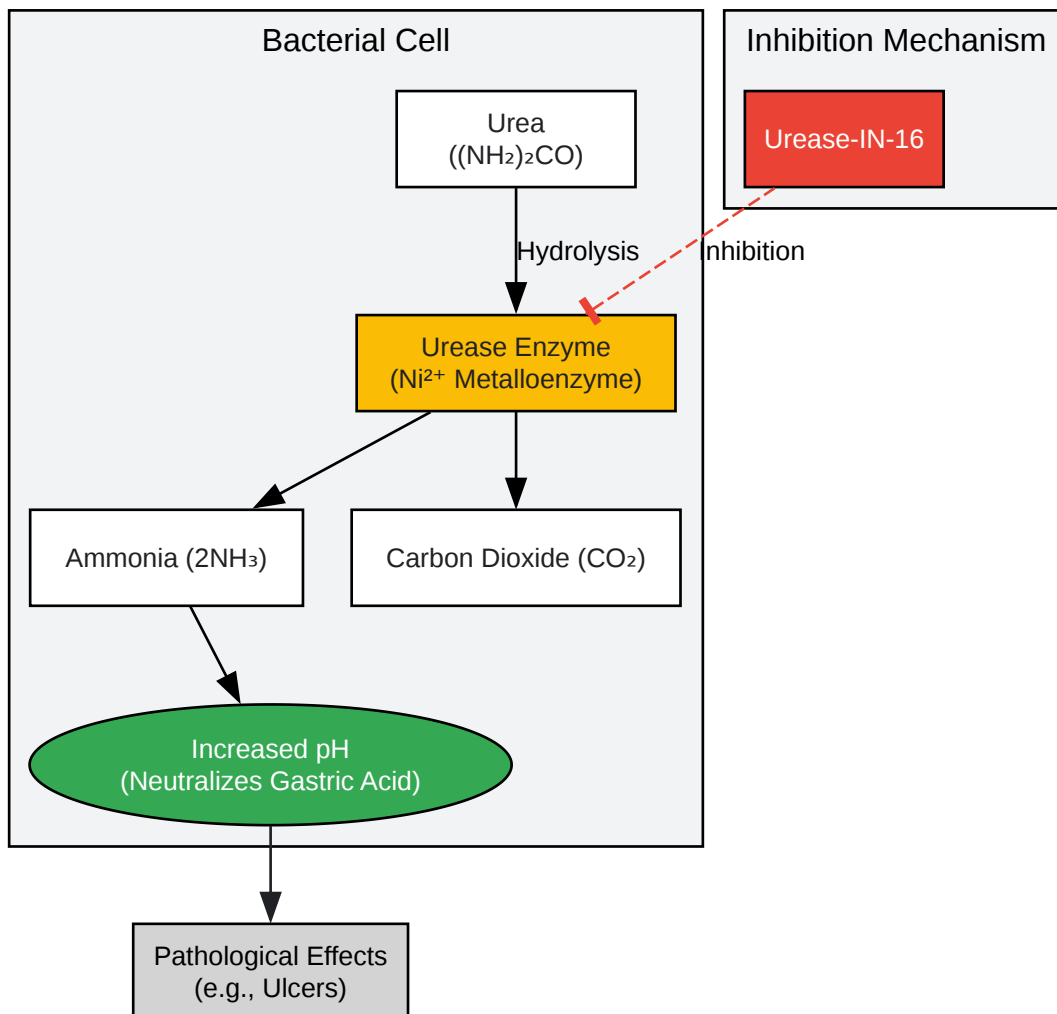 Bacterial Cell
Inhibition Mechanism
Urea
((NH₂)₂CO)
Urease-IN-16
Hydrolysis
Inhibition
Urease Enzyme
(Ni²⁺ Metalloenzyme)
Ammonia (2NH₃)
Carbon Dioxide (CO₂)
Increased pH
(Neutralizes Gastric Acid)
Pathological Effects
(e.g., Ulcers)